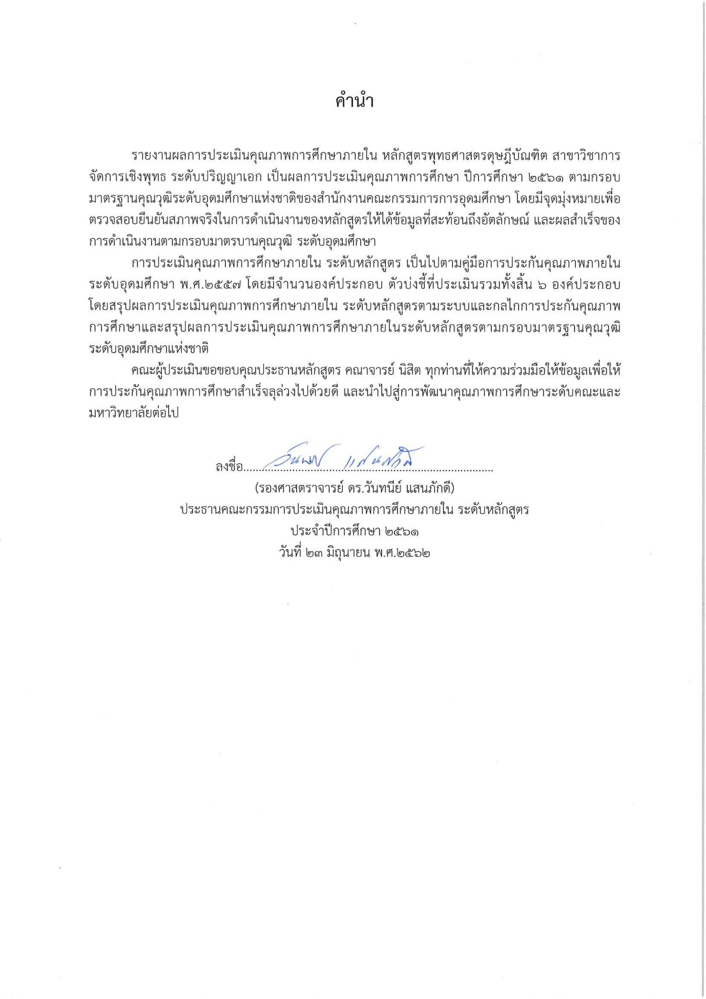 คำนำ
รายงานผลการประเมินคุณภาพการศึกษาภายใน หลักสูตรพุทธศาสตรดุษฎีบัณฑิต สาขาวิชาการ
จัดการเชิงพุทธ ระดับปริญญาเอก เป็นผลการประเมินคุณภาพการศึกษา ปีการศึกษา ๒๕๖๑ ตามกรอบ
มาตรฐานคุณวุฒิระดับอุดมศึกษาแห่งชาติของสำนักงานคณะกรรมการการอุดมศึกษา โดยมีจุดมุ่งหมายเพื่อ
ตรวจสอบยืนยันสภาพจริงในการดำเนินงานของหลักสูตรให้ได้ข้อมูลที่สะท้อนถึงอัตลักษณ์ และผลสำเร็จของ
การดำเนินงานตามกรอบมาตรบานคุณวุฒิ ระดับอุดมศึกษา
การประเมินคุณภาพการศึกษาภายใน ระดับหลักสูตร เป็นไปตามคู่มือการประกันคุณภาพภายใน
ระดับอุดมศึกษา พ.ศ.๒๕๕๗ โดยมีจำนวนองค์ประกอบ ตัวบ่งชี้ที่ประเมินรวมทั้งสิ้น ๖ องค์ประกอบ
โดยสรุปผลการประเมินคุณภาพการศึกษาภายใน ระดับหลักสูตรตามระบบและกลไกการประกันคุณภาพ
การศึกษาและสรุปผลการประเมินคุณภาพการศึกษาภายในระดับหลักสูตรตามกรอบมาตรฐานคุณวุฒิ
ระดับอุดมศึกษาแห่งชาติ
คณะผู้ประเมินขอขอบคุณประธานหลักสูตร คณาจารย์ นิสิต ทุกท่านที่ให้ความร่วมมือให้ข้อมูลเพื่อให้
การประกันคุณภาพการศึกษาสำเร็จลุล่วงไปด้วยดี และนำไปสู่การพัฒนาคุณภาพการศึกษาระดับคณะและ
มหาวิทยาลัยต่อไป
ลงชื่อ................................................................................
(รองศาสตราจารย์ ดร.วันทนีย์ แสนภักดี)
ประธานคณะกรรมการประเมินคุณภาพการศึกษาภายใน ระดับหลักสูตร
ประจำปีการศึกษา ๒๕๖๑
วันที่ ๒๓ มิถุนายน พ.ศ.๒๕๖๒